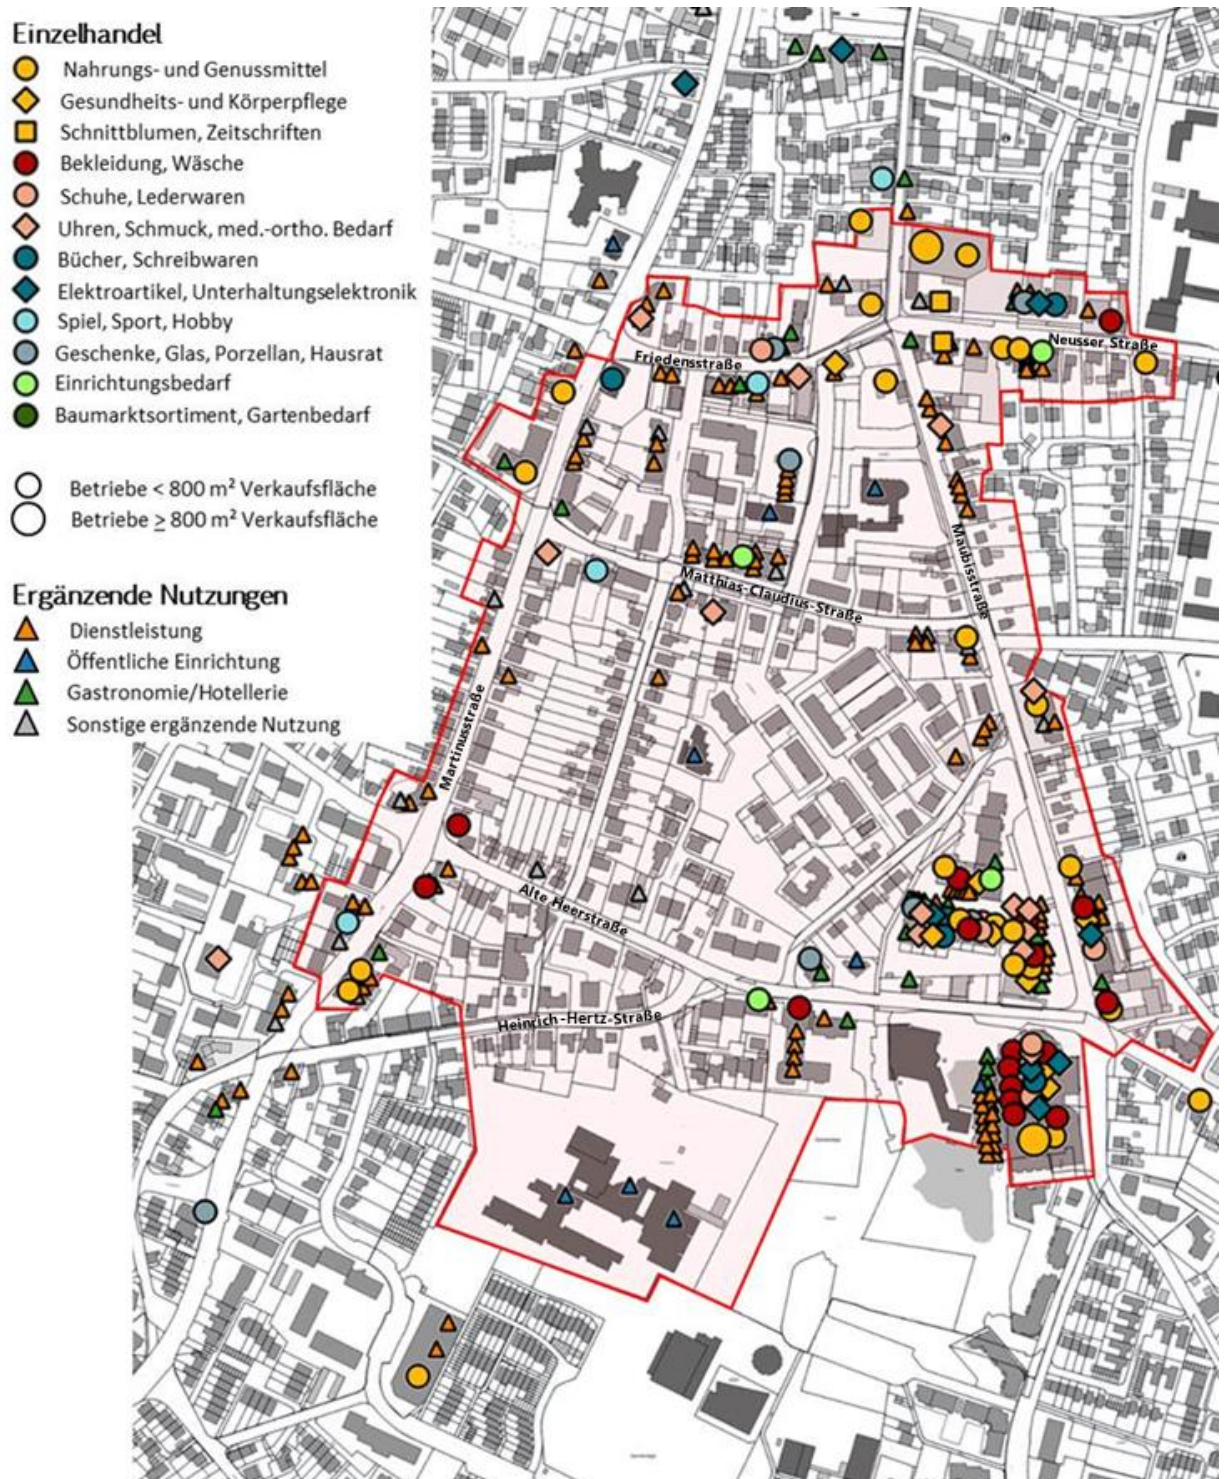 Einzelhandel
Nahrungs- und Genussmittel
Gesundheits- und Körperpflege
Schnittblumen, Zeitschriften
Bekleidung, Wäsche
Schuhe, Lederwaren
Uhren, Schmuck, med.-ortho. Bedarf
Bücher, Schreibwaren
Elektroartikel, Unterhaltungselektronik
Spiel, Sport, Hobby
Geschenke, Glas, Porzellan, Hausrat
Einrichtungsbedarf
Baumarktsortiment, Gartenbedarf
Betriebe < 800 m² Verkaufsfläche
Betriebe ≥ 800 m² Verkaufsfläche
Ergänzende Nutzungen
Dienstleistung
Öffentliche Einrichtung
Gastronomie/Hotellerie
Sonstige ergänzende Nutzung
Neusser Straße
Friedensstraße
Maubisstraße
Matthias-Claudius-Straße
Martinusstraße
Alte Heerstraße
Heinrich-Hertz-Straße